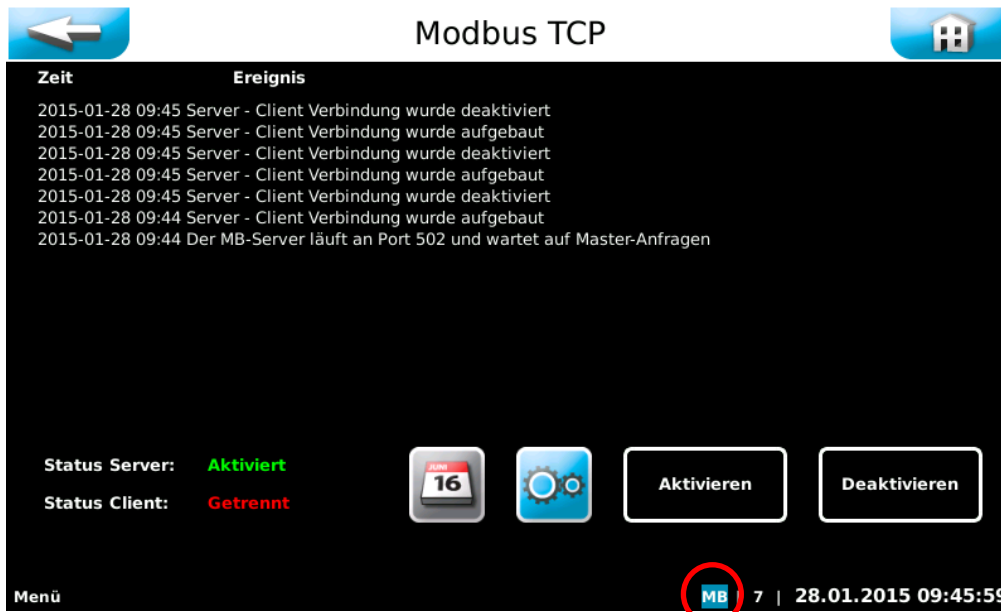 Modbus TCP
Zeit Ereignis
2015-01-28 09:45 Server - Client Verbindung wurde deaktiviert
2015-01-28 09:45 Server - Client Verbindung wurde aufgebaut
2015-01-28 09:45 Server - Client Verbindung wurde deaktiviert
2015-01-28 09:45 Server - Client Verbindung wurde aufgebaut
2015-01-28 09:45 Server - Client Verbindung wurde deaktiviert
2015-01-28 09:44 Server - Client Verbindung wurde aufgebaut
2015-01-28 09:44 Der MB-Server läuft an Port 502 und wartet auf Master-Anfragen
Status Server: Aktiviert
Status Client: Getrennt
JUNI
16
Aktivieren
Deaktivieren
Menü
MB | 7 | 28.01.2015 09:45:59